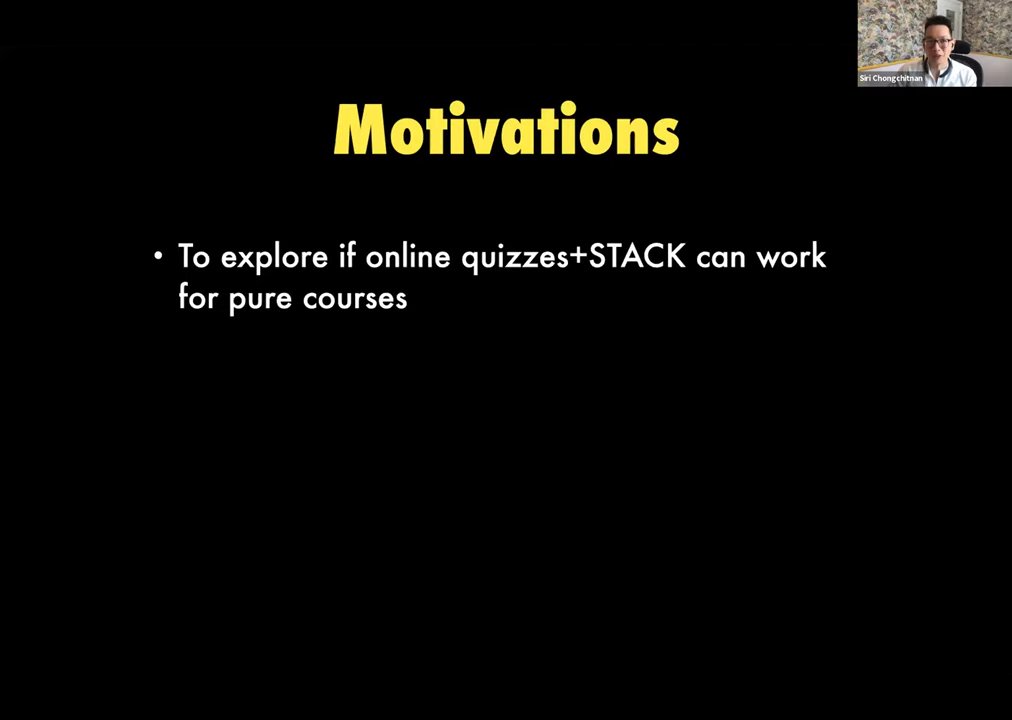 Siri Chongchitnan
Motivations
• To explore if online quizzes+STACK can work
for pure courses